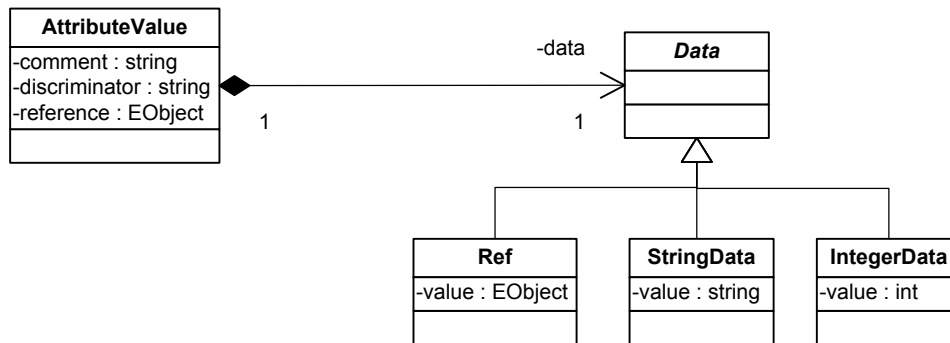 AttributeValue
-comment : string
-discriminator : string
-reference : EObject
1
-data
1
Data
Ref
-value : EObject
StringData
-value : string
IntegerData
-value : int